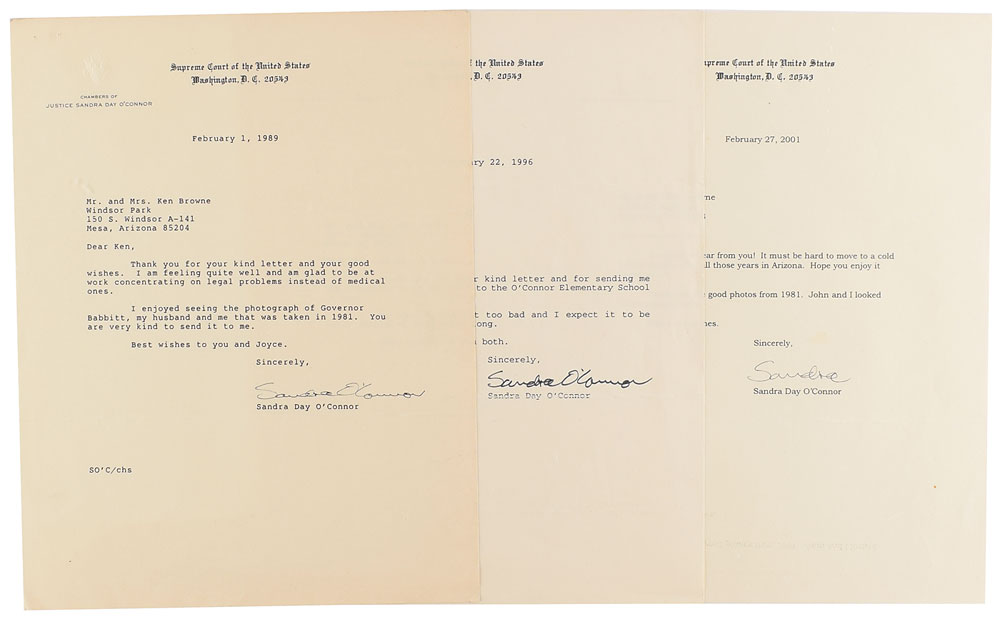 Supreme Court of the United States
Washington, D. C. 20543
CHAMBERS OF
JUSTICE SANDRA DAY O'CONNOR
February 1, 1989
Mr. and Mrs. Ken Browne
Windsor Park
150 S. Windsor A-141
Mesa, Arizona 85204
Dear Ken,
Thank you for your kind letter and your good
wishes. I am feeling quite well and am glad to be at
work concentrating on legal problems instead of medical
ones.
I enjoyed seeing the photograph of Governor
Babbitt, my husband and me that was taken in 1981. You
are very kind to send it to me.
Best wishes to you and Joyce.
Sincerely,
Sandra O'Connor
Sandra Day O'Connor
SO'C/chs
the United States
D. C. 20543
ry 22, 1996
r kind letter and for sending me
to the O'Connor Elementary School
t too bad and I expect it to be
ong.
both.
Sincerely,
Sandra O'Connor
Sandra Day O'Connor
upreme Court of the United States
Washington, D. C. 20543
February 27, 2001
ne
ear from you! It must be hard to move to a cold
ll those years in Arizona. Hope you enjoy it
good photos from 1981. John and I looked
nes.
Sincerely,
Sandra
Sandra Day O'Connor